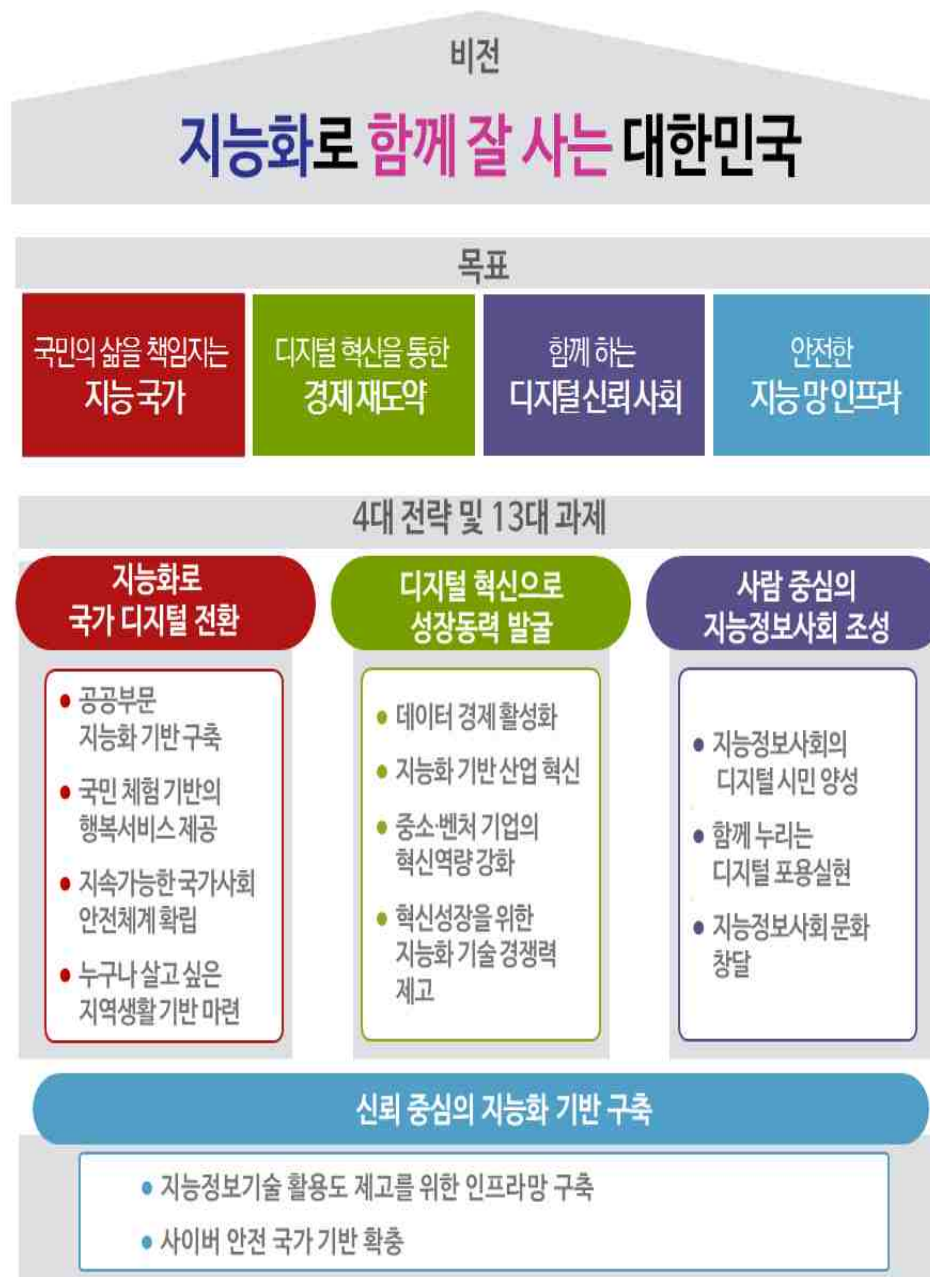 비전
지능화로 함께 잘 사는 대한민국
목표
국민의 삶을 책임지는
지능 국가
디지털 혁신을 통한
경제 재도약
함께 하는
디지털 신뢰 사회
안전한
지능 망 인프라
4대 전략 및 13대 과제
지능화로
국가 디지털 전환
• 공공부문
지능화 기반 구축
• 국민 체험 기반의
행복서비스 제공
• 지속가능한 국가사회
안전체계 확립
• 누구나 살고 싶은
지역생활 기반 마련
디지털 혁신으로
성장동력 발굴
• 데이터 경제 활성화
• 지능화 기반 산업 혁신
• 중소·벤처 기업의
혁신역량 강화
• 혁신성장을 위한
지능화 기술 경쟁력
제고
사람 중심의
지능정보사회 조성
• 지능정보사회의
디지털 시민 양성
• 함께 누리는
디지털 포용실현
• 지능정보사회 문화
창달
신뢰 중심의 지능화 기반 구축
• 지능정보기술 활용도 제고를 위한 인프라망 구축
• 사이버 안전 국가 기반 확충